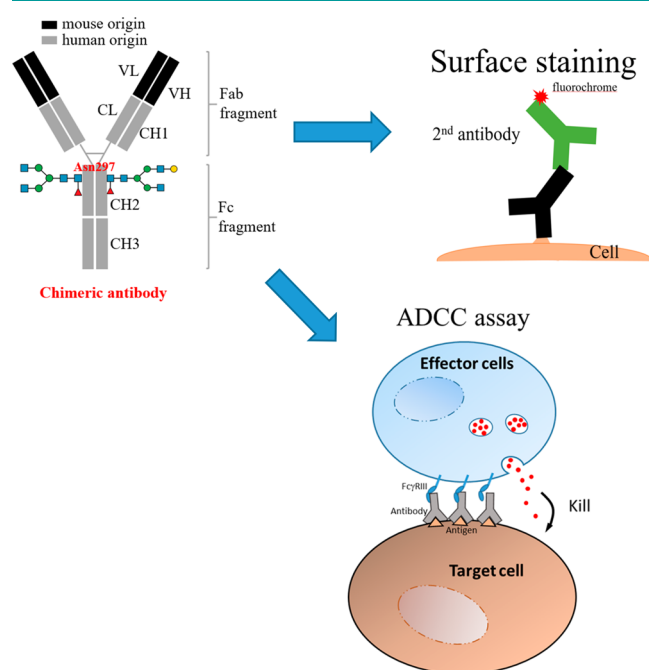 mouse origin
human origin
VL
VH
CL
CH1
Fab
fragment
Asn297
CH2
CH3
Fc
fragment
Chimeric antibody
Surface staining
fluorochrome
2nd antibody
Cell
ADCC assay
Effector cells
FcγRIII
Antibody
Antigen
Kill
Target cell